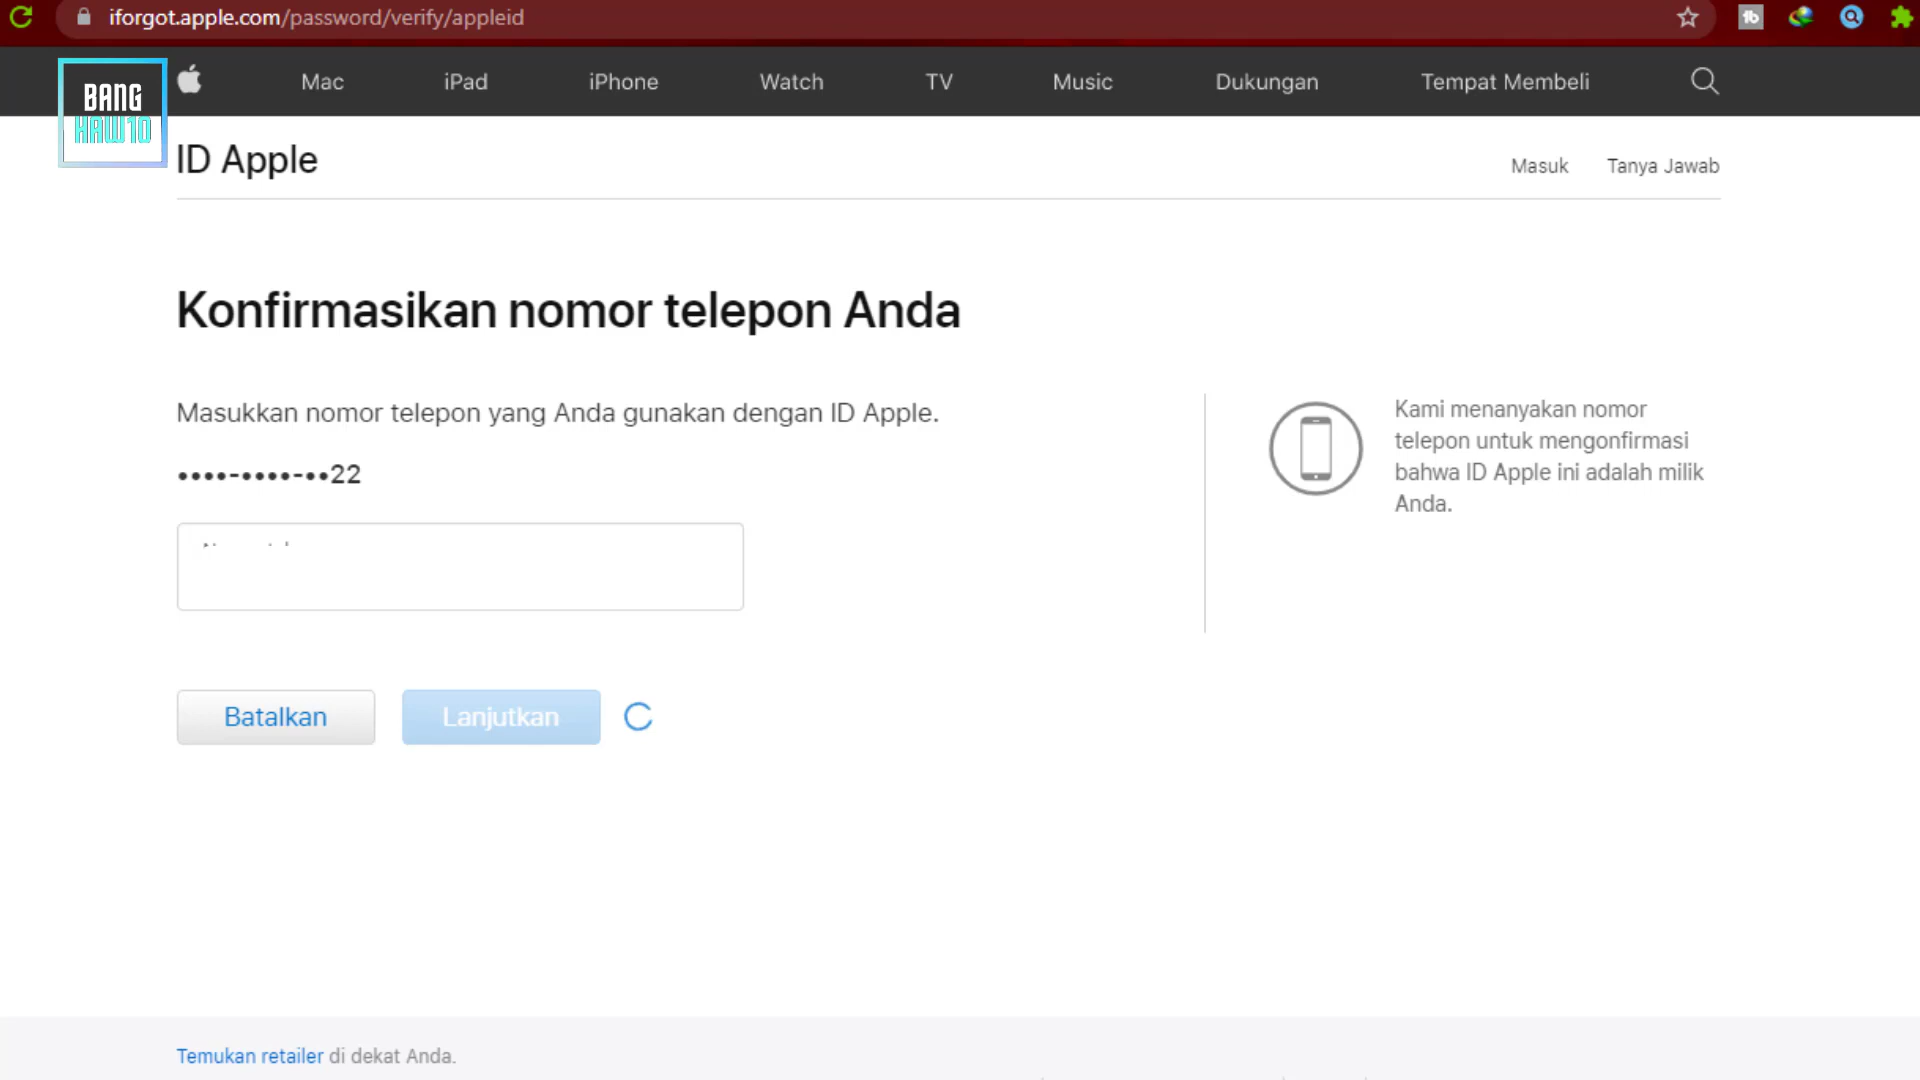 iforgot.apple.com/password/verify/appleid
BANG
HAW10
Mac
iPad
iPhone
Watch
TV
Music
Dukungan
Tempat Membeli
ID Apple
Masuk
Tanya Jawab
Konfirmasikan nomor telepon Anda
Masukkan nomor telepon yang Anda gunakan dengan ID Apple.
••••-••••-••22
Kami menanyakan nomor
telepon untuk mengonfirmasi
bahwa ID Apple ini adalah milik
Anda.
Batalkan
Lanjutkan
Temukan retailer di dekat Anda.